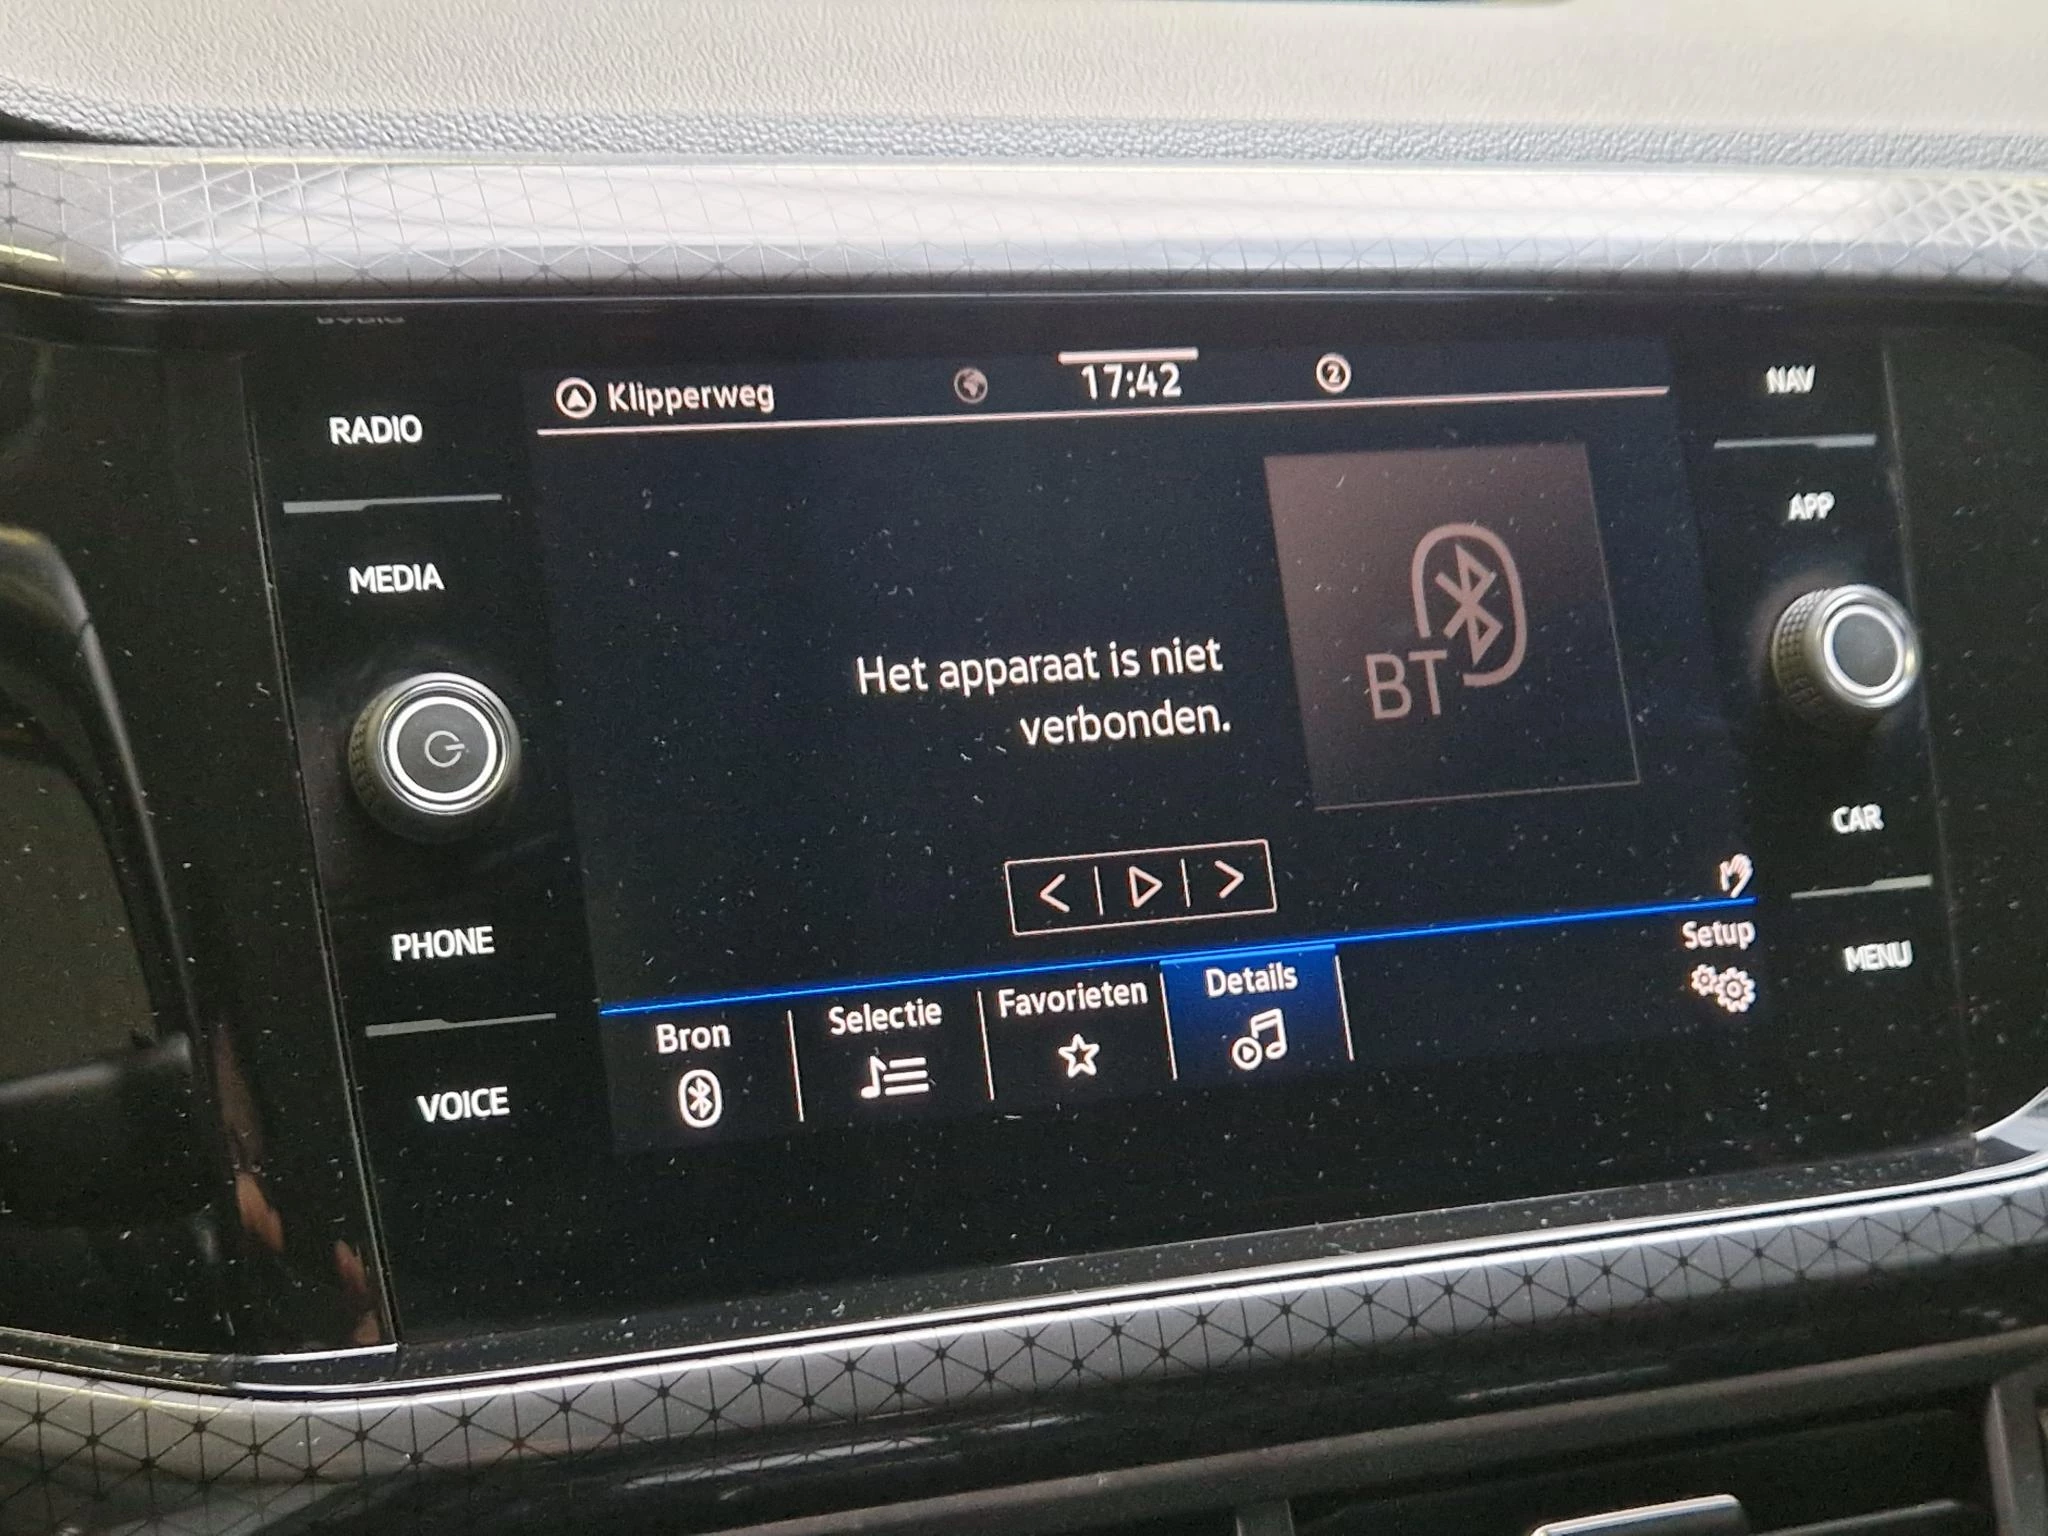 RADIO
MEDIA
PHONE
VOICE
Klipperweg
17:42
2
Het apparaat is niet
verbonden.
BT
Bron
Selectie
Favorieten
Details
Setup
NAV
APP
CAR
MENU